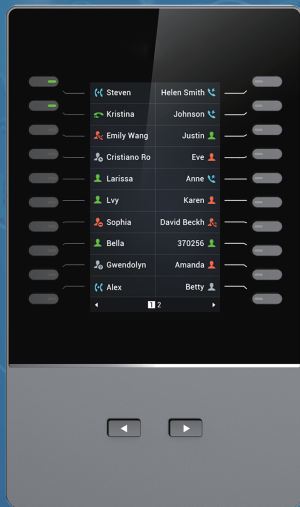 Steven Helen Smith
Kristina Johnson
Emily Wang Justin
Cristiano Ro Eve
Larissa Anne
Lvy Karen
Sophia David Beckh
Bella 370256
Gwendolyn Amanda
Alex Betty
1 2